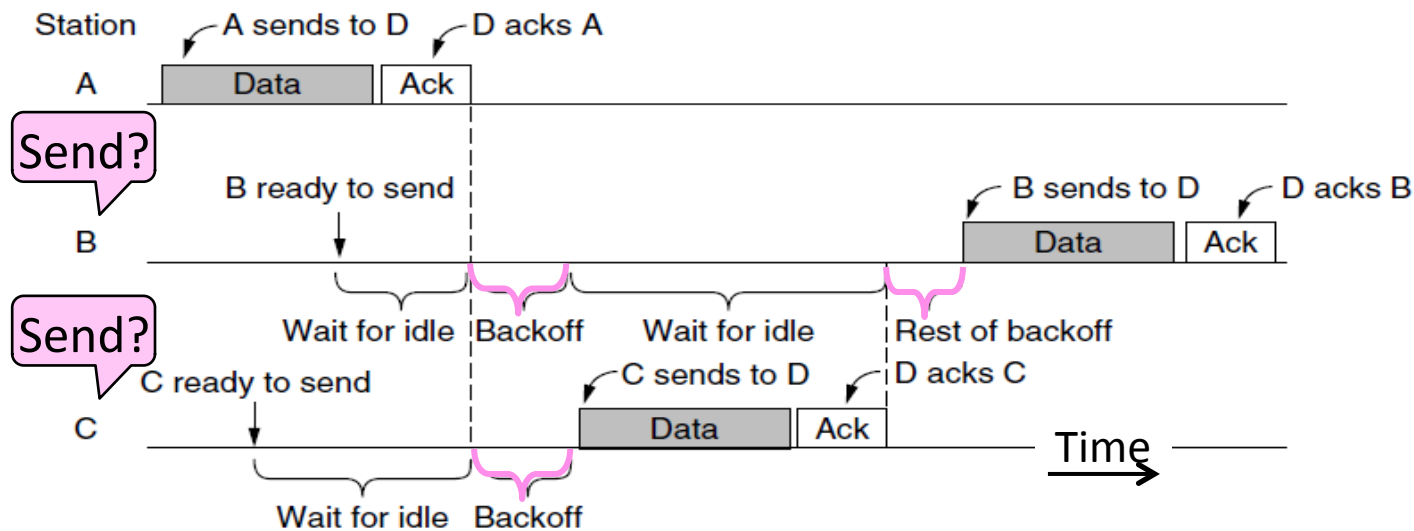 Station
A sends to D
D acks A
A
Data
Ack
Send?
B ready to send
B sends to D
D acks B
B
Data
Ack
Wait for idle
Backoff
Wait for idle
Rest of backoff
Send?
C ready to send
C sends to D
D acks C
C
Data
Ack
Time
Wait for idle
Backoff